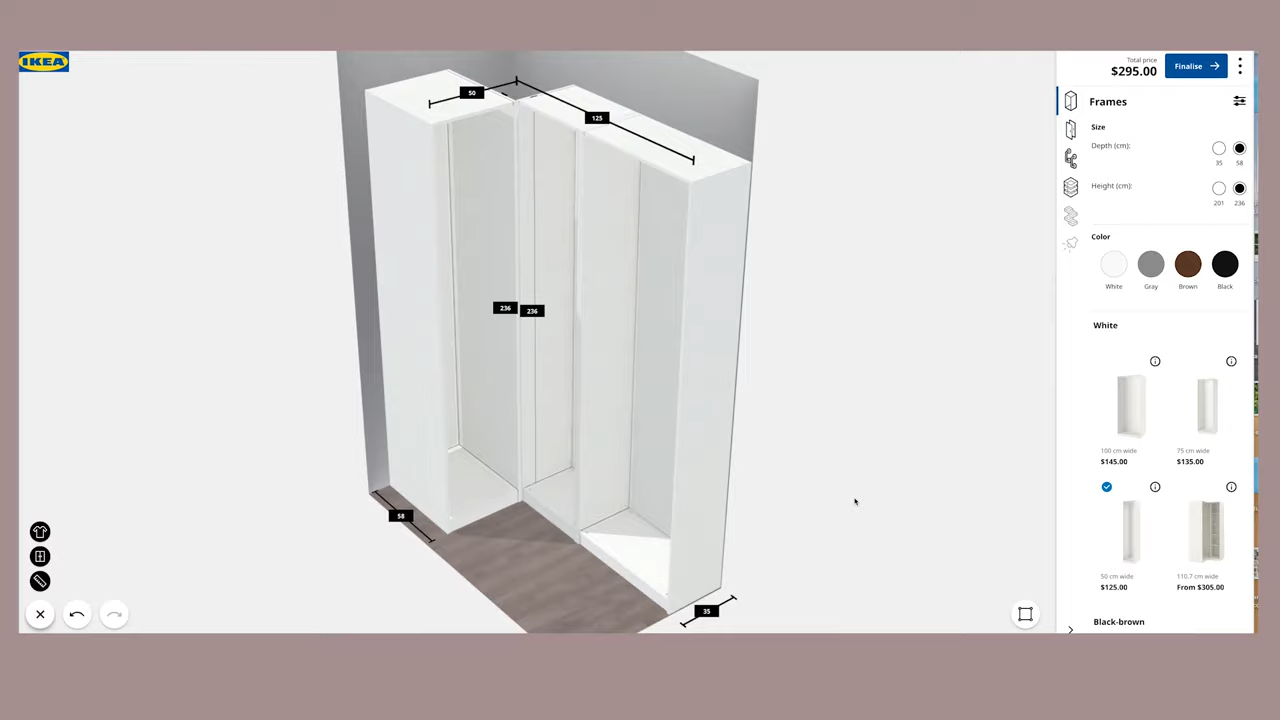 IKEA
Total price
$295.00
Finalise
Frames
Size
Depth (cm):
35
58
Height (cm):
201
236
Color
White
Gray
Brown
Black
White
100 cm wide
$145.00
75 cm wide
$135.00
50 cm wide
$125.00
110.7 cm wide
From $305.00
Black-brown
50
125
236
236
58
35